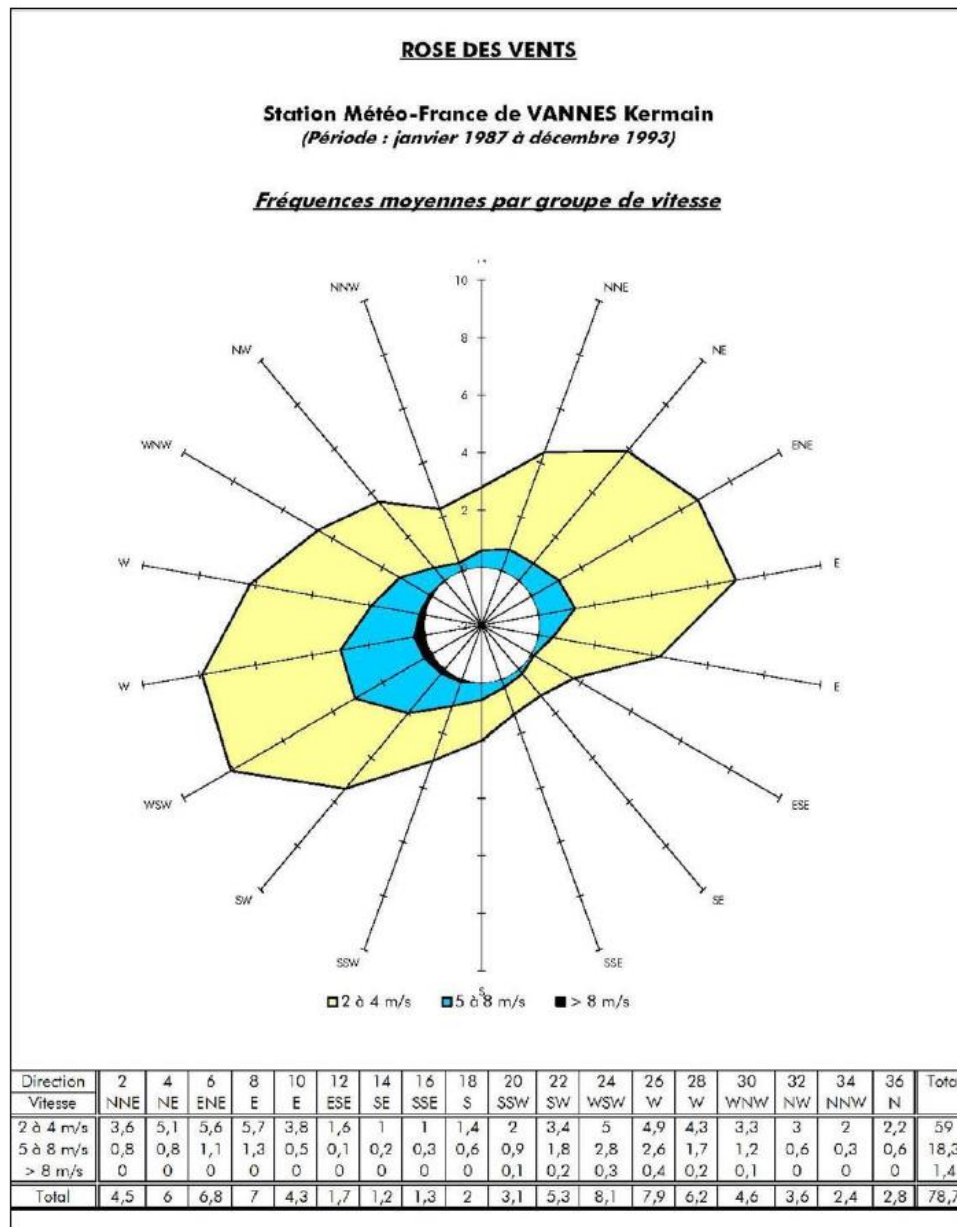 ROSE DES VENTS
Station Météo-France de VANNES Kermain
(Période : janvier 1987 à décembre 1993)
Fréquences moyennes par groupe de vitesse
10
NNW
NNE
8
NW
NE
6
WNW
4
ENE
2
W
E
W
E
WSW
ESE
SW
SE
SSW
SSE
S
2 à 4 m/s 5 à 8 m/s > 8 m/s
Direction 2 4 6 8 10 12 14 16 18 20 22 24 26 28 30 32 34 36 Total
Vitesse NNE NE ENE E E ESE SE SSE S SSW SW WSW W W WNW NW NNW N
2 à 4 m/s 3,6 5,1 5,6 5,7 3,8 1,6 1 1 1,4 2 3,4 5 4,9 4,3 3,3 3 2 2,2 59
5 à 8 m/s 0,8 0,8 1,1 1,3 0,5 0,1 0,2 0,3 0,6 0,9 1,8 2,8 2,6 1,7 1,2 0,6 0,3 0,6 18,3
> 8 m/s 0 0 0 0 0 0 0 0 0 0,1 0,2 0,3 0,4 0,2 0,1 0 0 0 1,4
Total 4,5 6 6,8 7 4,3 1,7 1,2 1,3 2 3,1 5,3 8,1 7,9 6,2 4,6 3,6 2,4 2,8 78,7